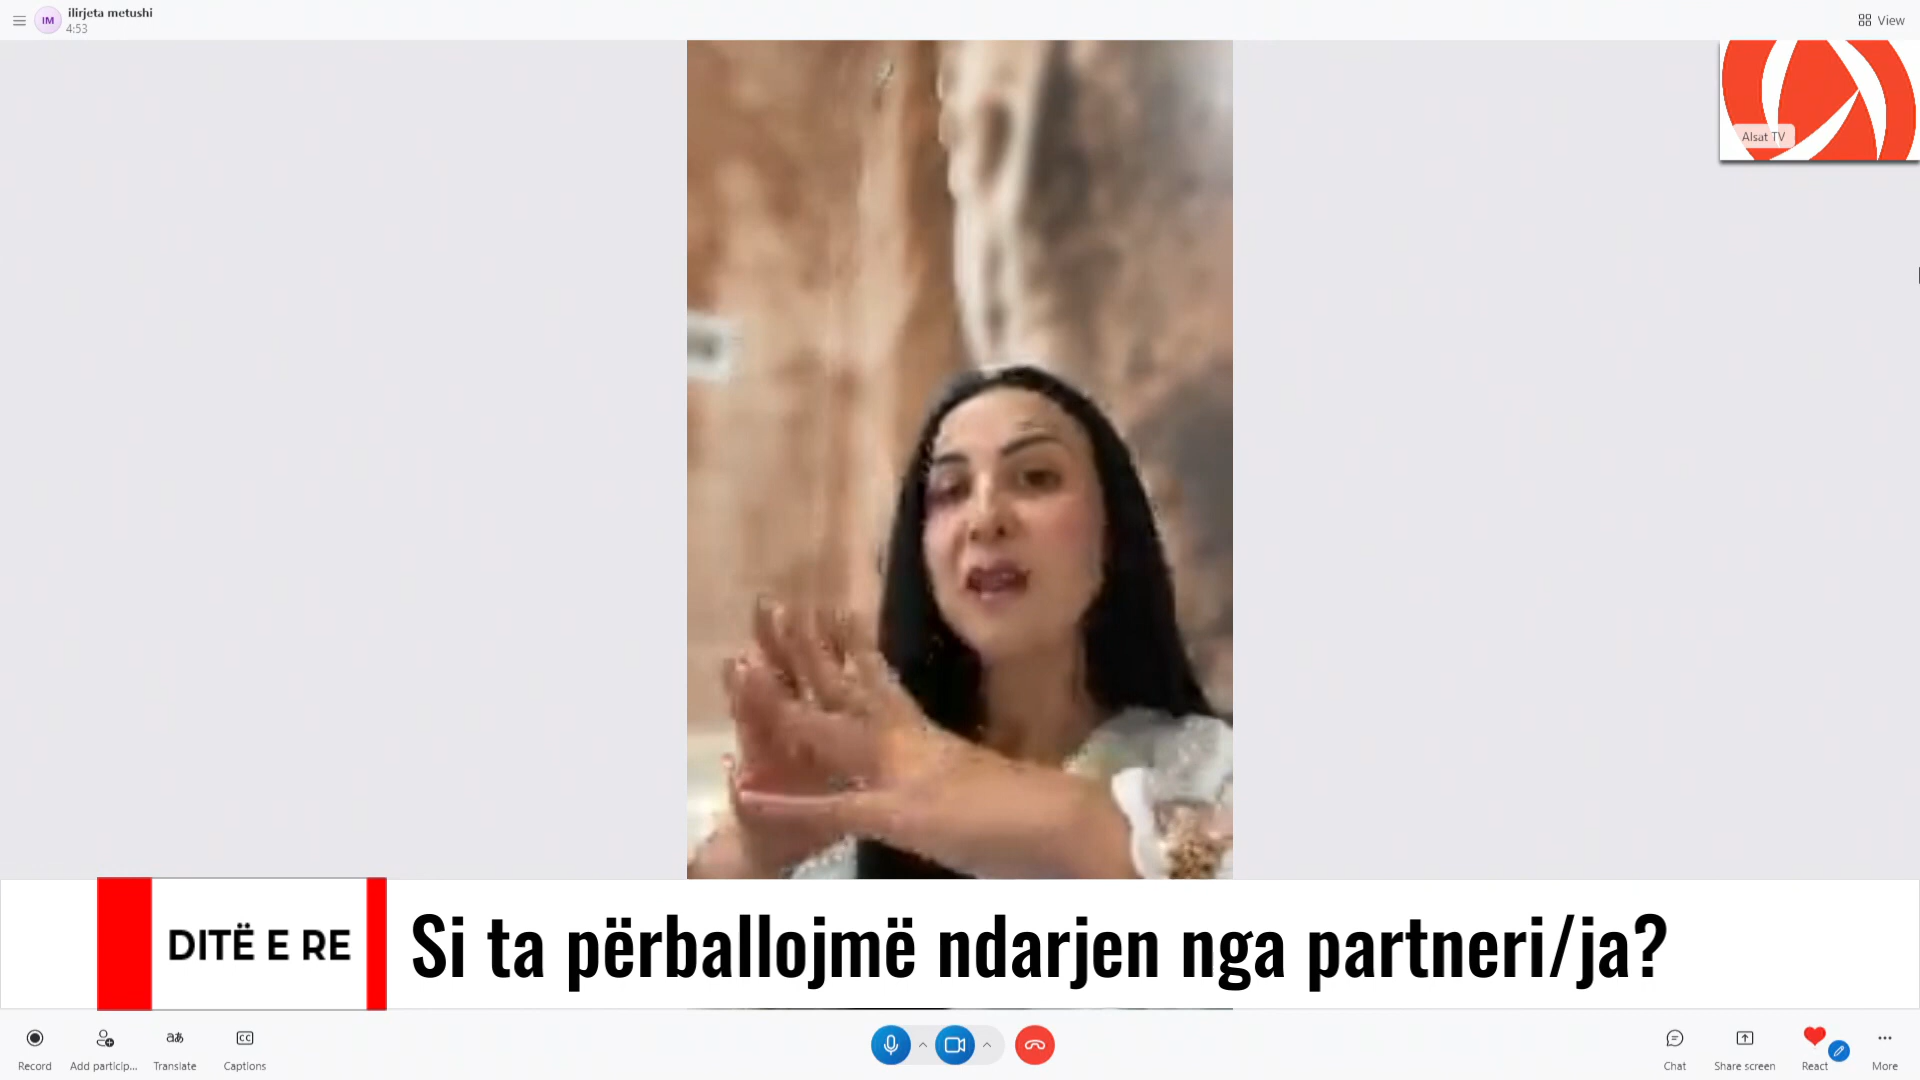 IM
ilirjeta metushi
4:53
View
Alsat TV
DITË E RE
Si ta përballojmë ndarjen nga partneri/ja?
Record
Add particip...
Translate
Captions
Chat
Share screen
React
More